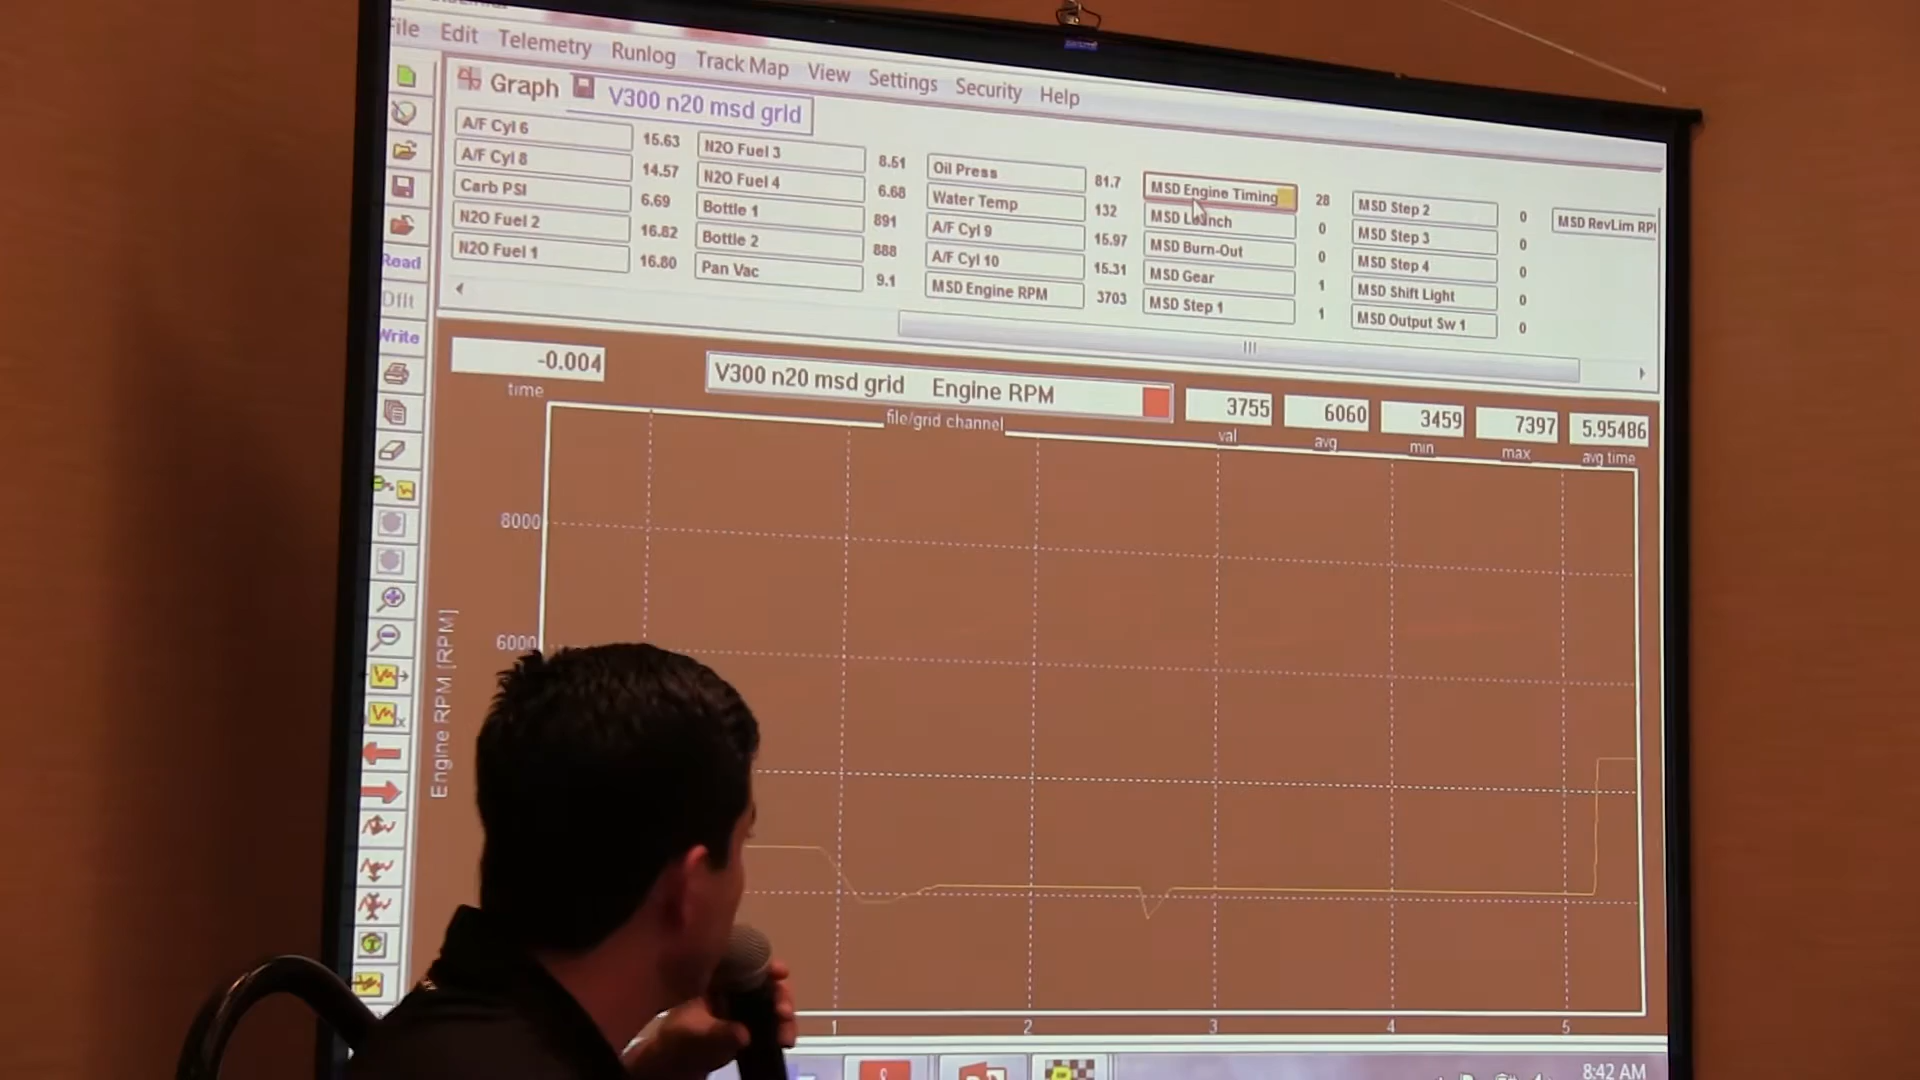 File Edit Telemetry Runlog Track Map View Settings Security Help
Graph V300 n20 msd grld
A/F Cyl 6 15.63
A/F Cyl 8 14.57
Carb PSI 6.69
N2O Fuel 2 16.82
N2O Fuel 1 16.80
N2O Fuel 3 8.51
N2O Fuel 4 6.68
Bottle 1 891
Bottle 2 888
Pan Vac 9.1
Oil Press 81.7
Water Temp 132
A/F Cyl 9 15.97
A/F Cyl 10 15.31
MSD Engine RPM 3703
MSD Engine Timing 28
MSD Launch 0
MSD Burn-Out 0
MSD Gear 1
MSD Step 1 1
MSD Step 2 0
MSD Step 3 0
MSD Step 4 0
MSD Shift Light 0
MSD Output Sw 1 0
MSD RevLim RPI
Read
Dflt
Write
-0.004
time
V300 n20 msd grid Engine RPM
file/grid channel
3755 6060 3459 7397 5.95486
val avg min max avg time
8000
6000
Engine RPM [RPM]
1 2 3 4 5
8:42 AM